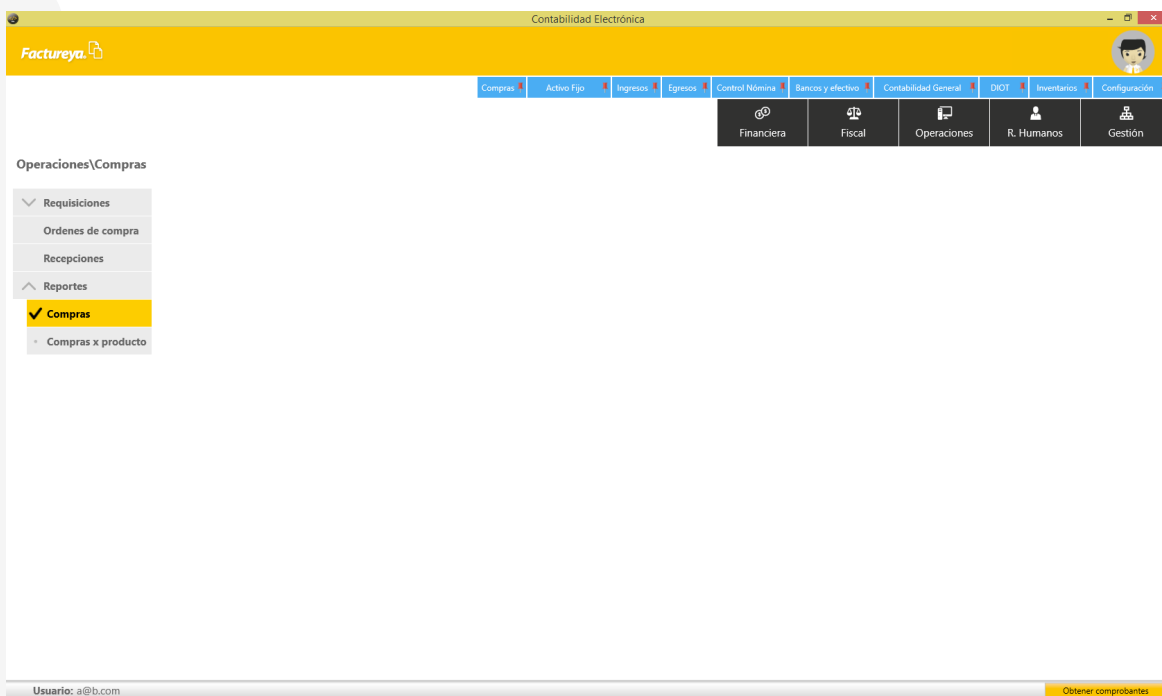 Contabilidad Electrónica
Factureya.
Compras Activo Fijo Ingresos Egresos Control Nómina Bancos y efectivo Contabilidad General DIOT Inventarios Configuración
Financiera Fiscal Operaciones R. Humanos Gestión
Operaciones\Compras
Requisiciones
Ordenes de compra
Recepciones
Reportes
Compras
Compras x producto
Usuario: a@b.com Obtener comprobantes